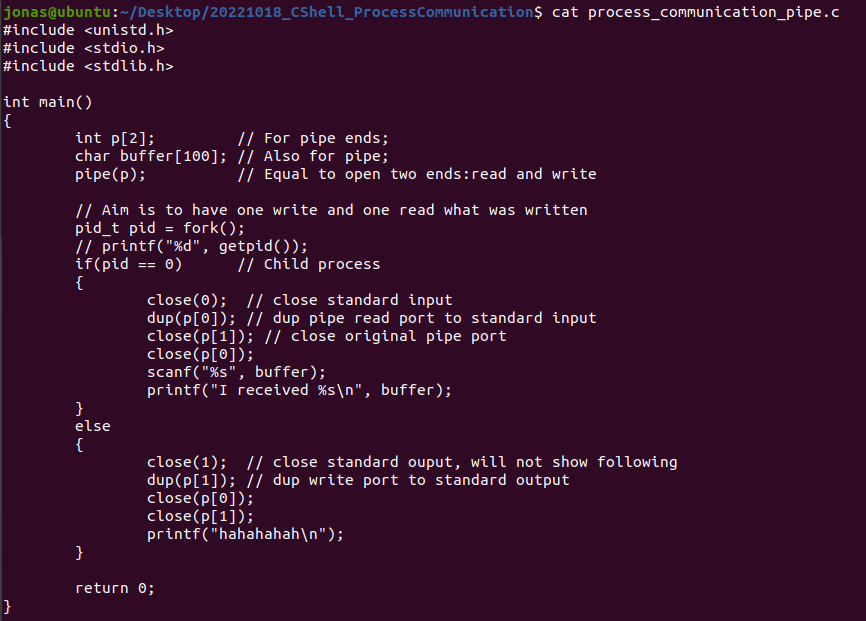 jonas@ubuntu:~/Desktop/20221018_CShell_ProcessCommunication$ cat process_communication_pipe.c
#include <unistd.h>
#include <stdio.h>
#include <stdlib.h>

int main()
{
        int p[2];         // For pipe ends;
        char buffer[100]; // Also for pipe;
        pipe(p);          // Equal to open two ends:read and write

        // Aim is to have one write and one read what was written
        pid_t pid = fork();
        // printf("%d", getpid());
        if(pid == 0)      // Child process
        {
                close(0);  // close standard input
                dup(p[0]); // dup pipe read port to standard input
                close(p[1]); // close original pipe port
                close(p[0]);
                scanf("%s", buffer);
                printf("I received %s\n", buffer);
        }
        else
        {
                close(1);  // close standard ouput, will not show following
                dup(p[1]); // dup write port to standard output
                close(p[0]);
                close(p[1]);
                printf("hahahahah\n");
        }

        return 0;
}